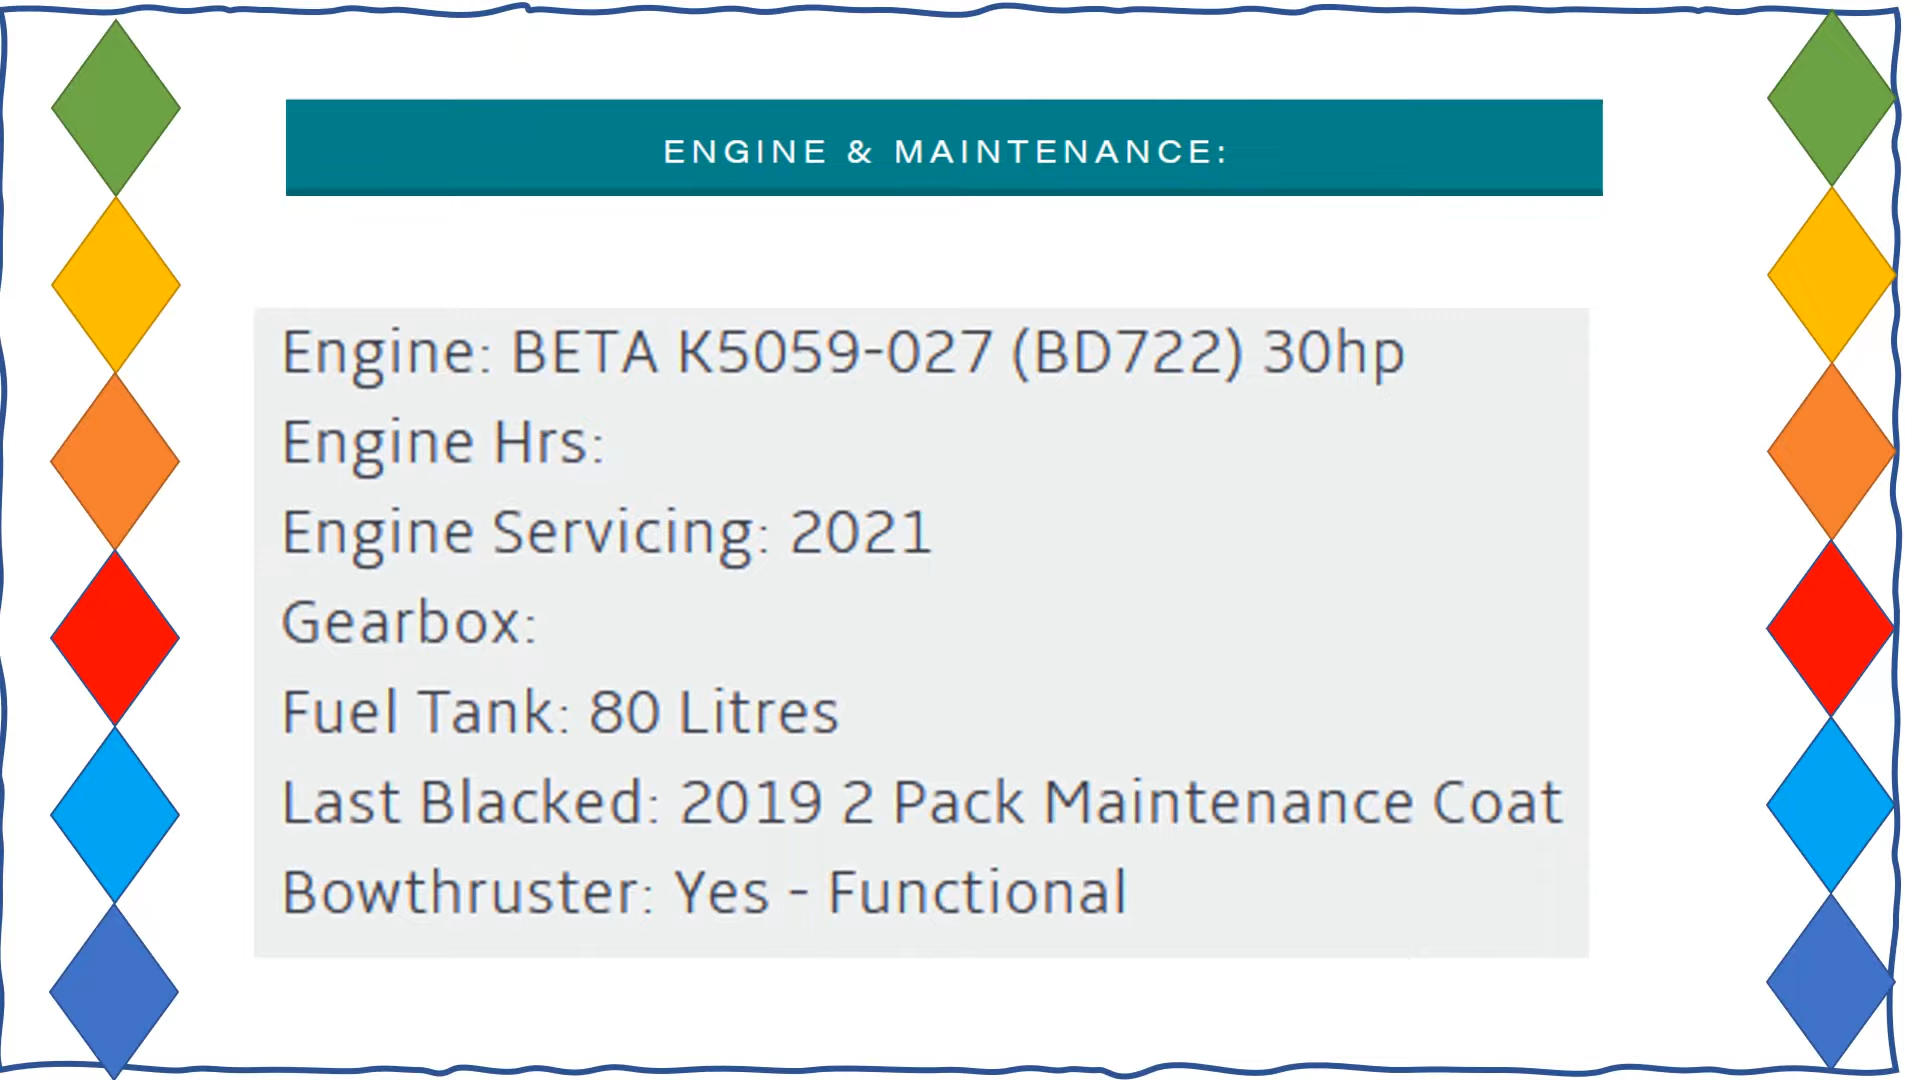 ENGINE & MAINTENANCE:
Engine: BETA K5059-027 (BD722) 30hp
Engine Hrs:
Engine Servicing: 2021
Gearbox:
Fuel Tank: 80 Litres
Last Blacked: 2019 2 Pack Maintenance Coat
Bowthruster: Yes - Functional